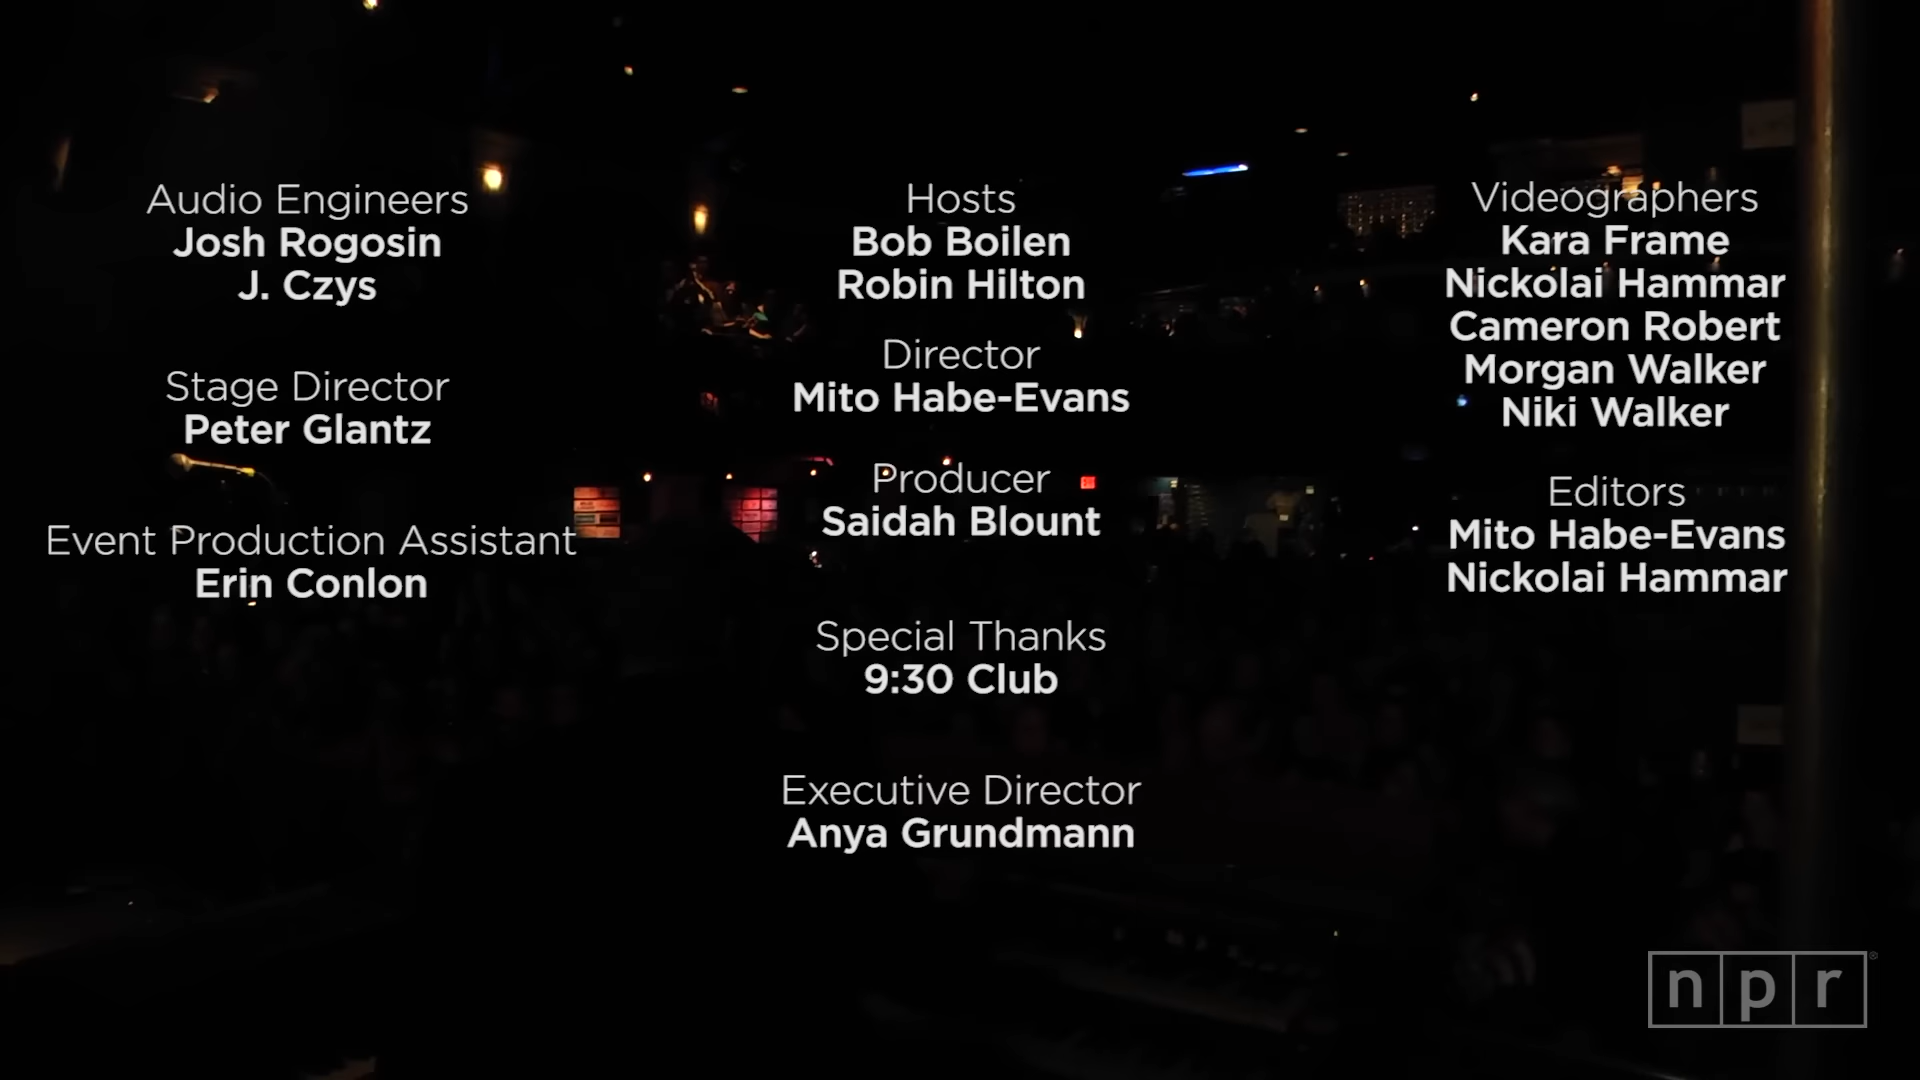 Audio Engineers
Josh Rogosin
J. Czys
Stage Director
Peter Glantz
Event Production Assistant
Erin Conlon
Hosts
Bob Boilen
Robin Hilton
Director
Mito Habe-Evans
Producer
Saidah Blount
Special Thanks
9:30 Club
Executive Director
Anya Grundmann
Videographers
Kara Frame
Nickolai Hammar
Cameron Robert
Morgan Walker
Niki Walker
Editors
Mito Habe-Evans
Nickolai Hammar
npr®